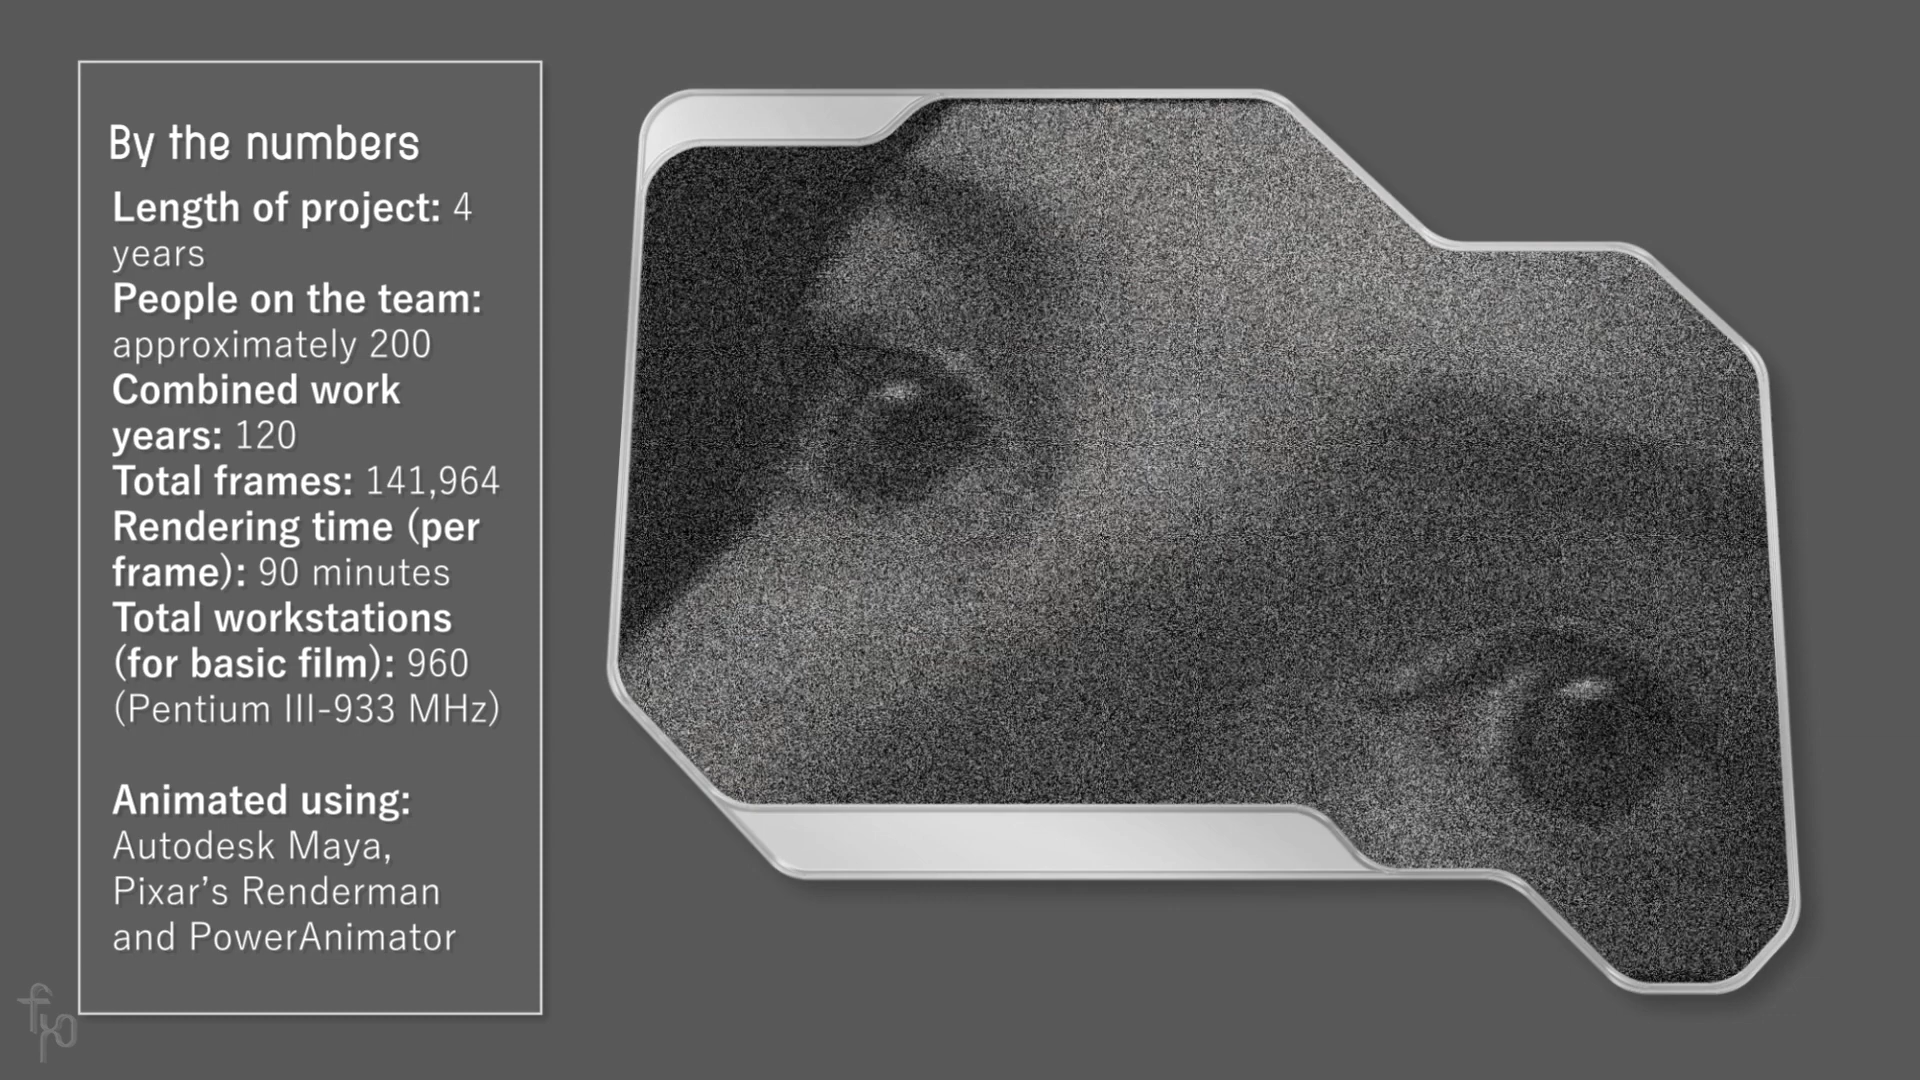 By the numbers
Length of project: 4
years
People on the team:
approximately 200
Combined work
years: 120
Total frames: 141,964
Rendering time (per
frame): 90 minutes
Total workstations
(for basic film): 960
(Pentium III-933 MHz)
Animated using:
Autodesk Maya,
Pixar’s Renderman
and PowerAnimator